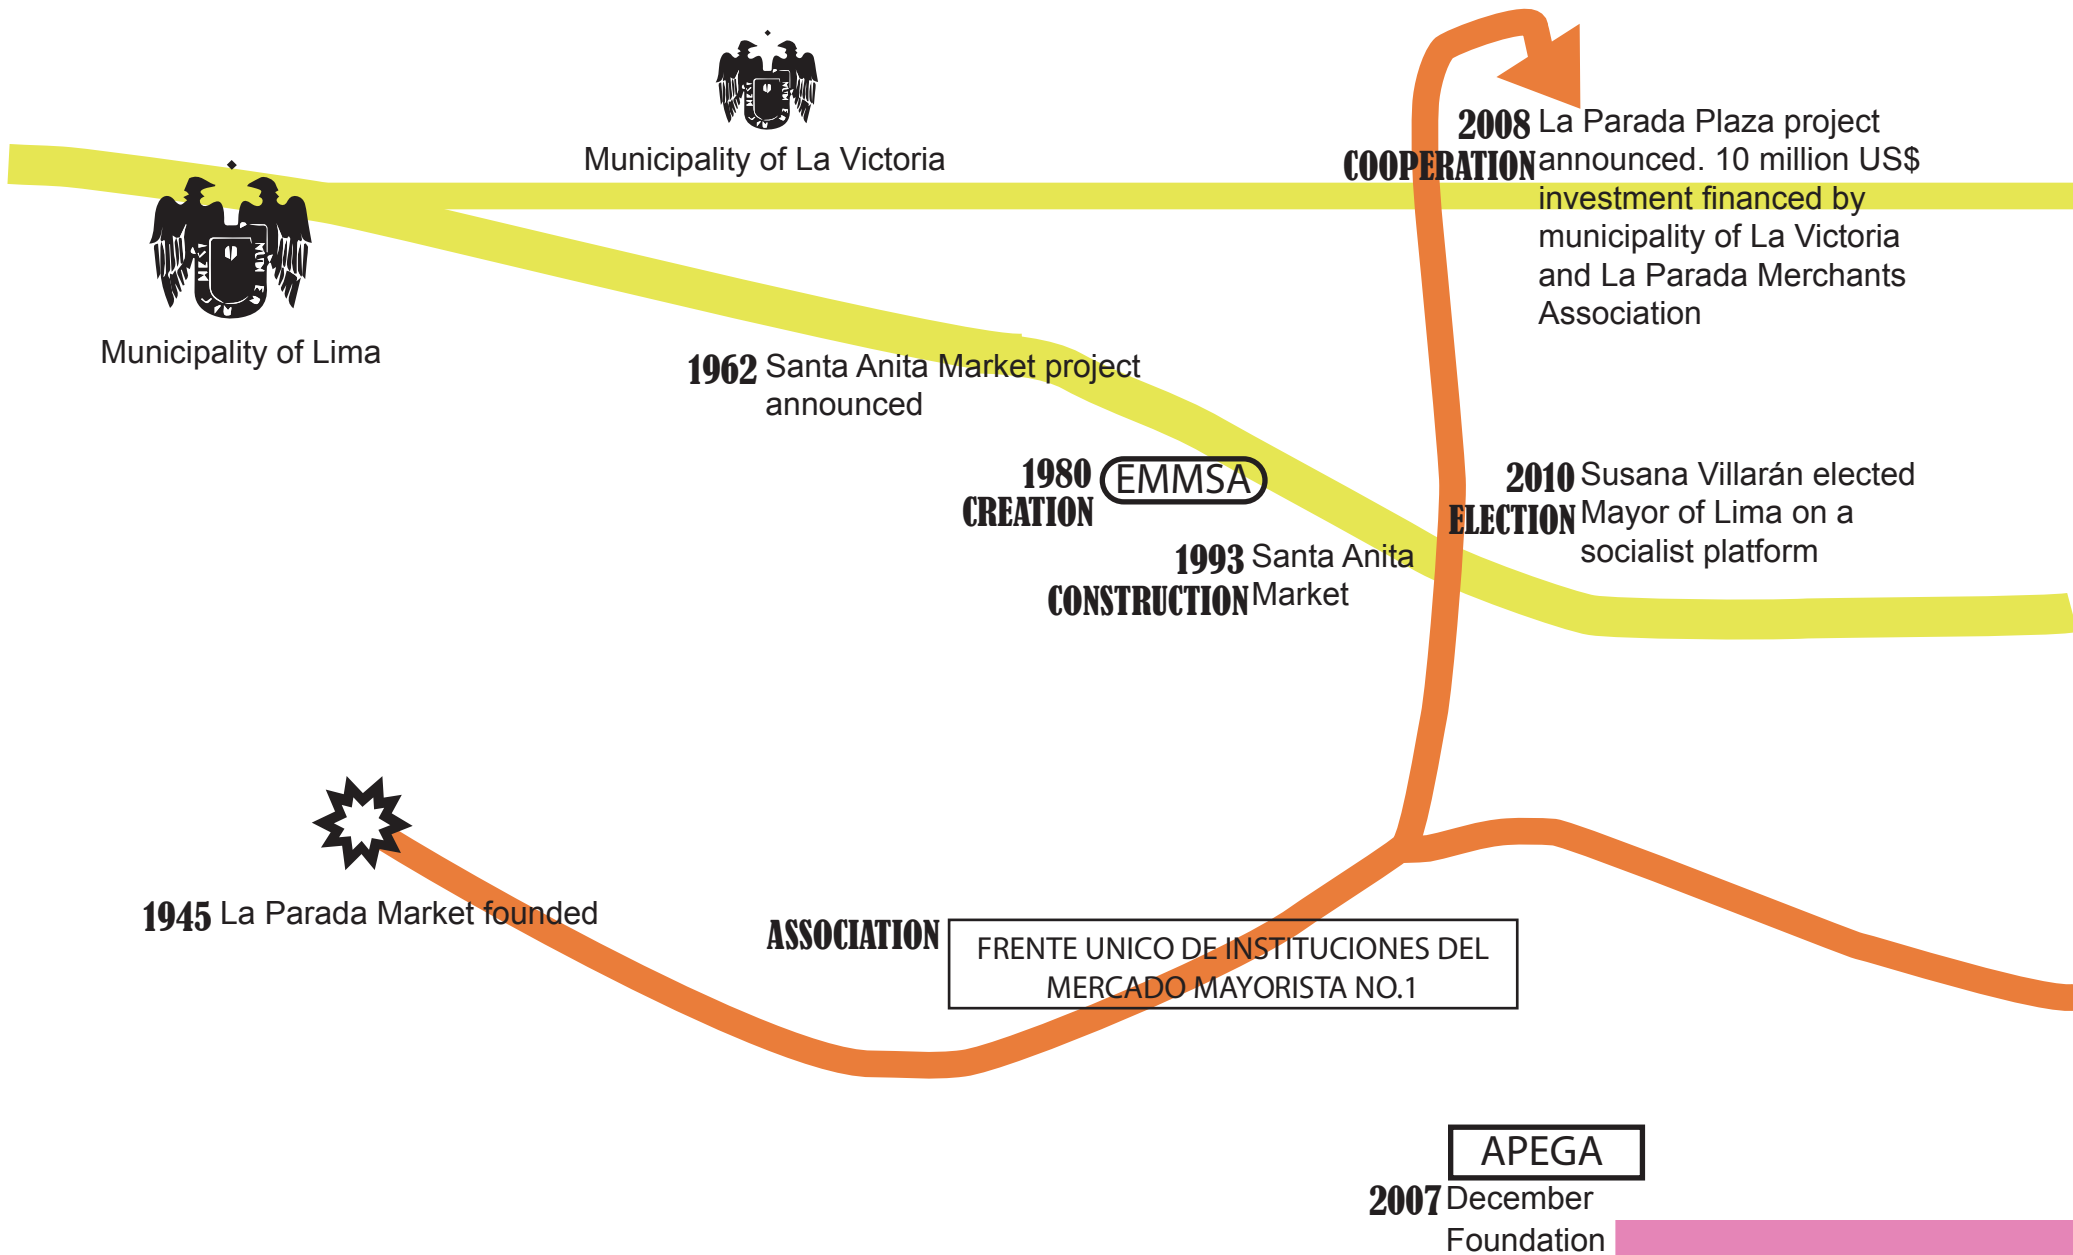 Municipality of La Victoria
Municipality of Lima
2008 La Parada Plaza project
COOPERATION announced. 10 million US$
investment financed by
municipality of La Victoria
and La Parada Merchants
Association
1962 Santa Anita Market project
announced
1980 EMMSA
CREATION
2010 Susana Villarán elected
ELECTION Mayor of Lima on a
socialist platform
1993 Santa Anita
CONSTRUCTION Market
1945 La Parada Market founded
ASSOCIATION
FRENTE UNICO DE INSTITUCIONES DEL
MERCADO MAYORISTA NO.1
APEGA
2007 December
Foundation